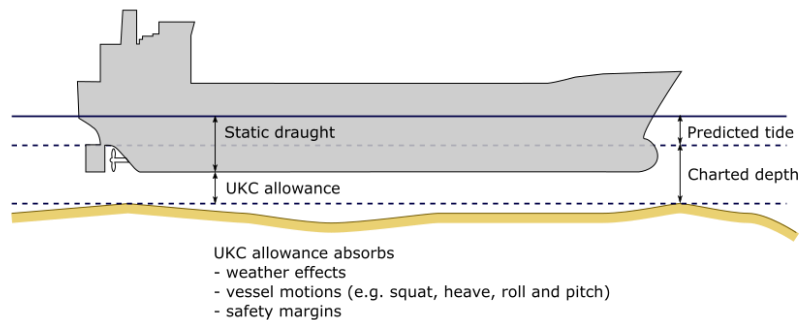 Static draught
Predicted tide
Charted depth
UKC allowance
UKC allowance absorbs
- weather effects
- vessel motions (e.g. squat, heave, roll and pitch)
- safety margins